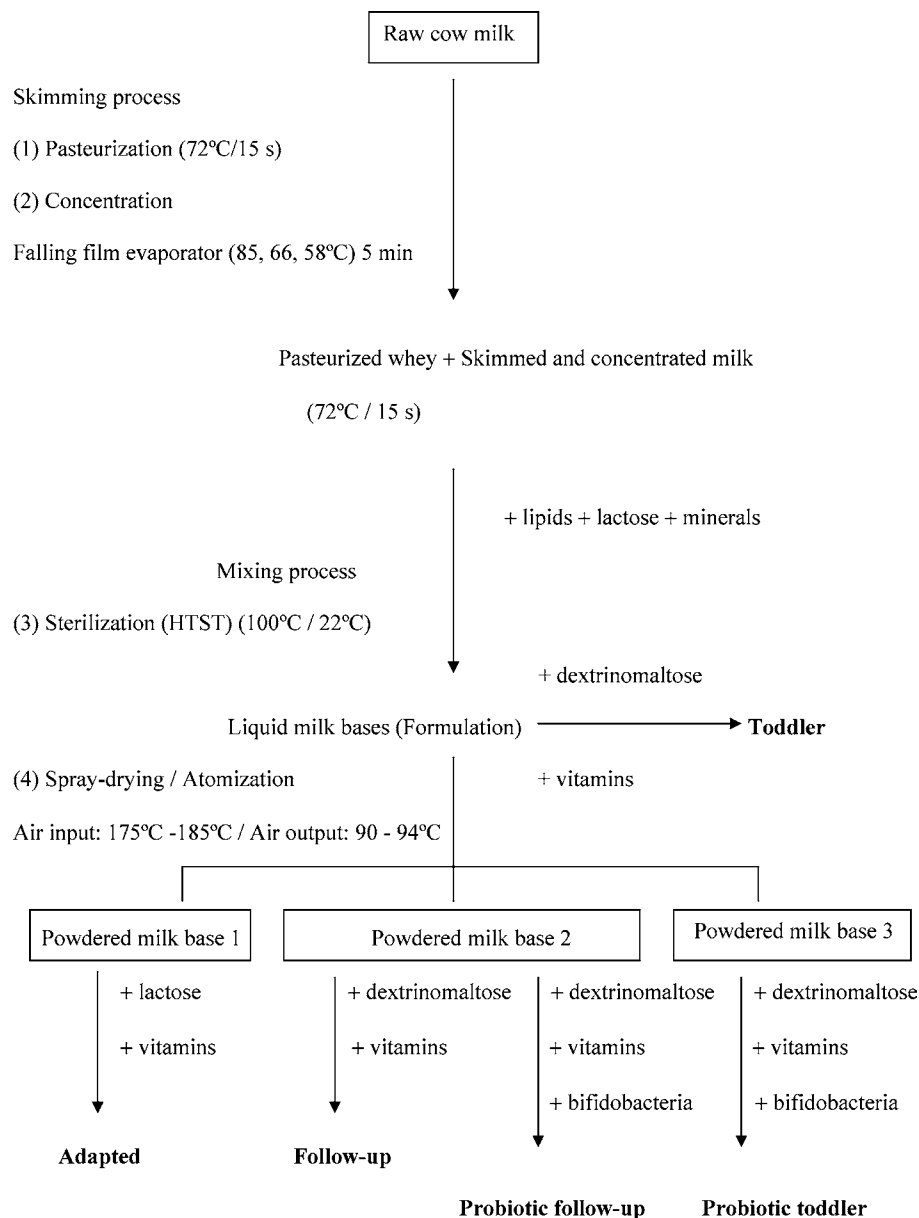 Raw cow milk
Skimming process
(1) Pasteurization (72ºC/15 s)
(2) Concentration
Falling film evaporator (85, 66, 58ºC) 5 min
Pasteurized whey + Skimmed and concentrated milk
(72ºC / 15 s)
+ lipids + lactose + minerals
Mixing process
(3) Sterilization (HTST) (100ºC / 22ºC)
+ dextrinomaltose
Liquid milk bases (Formulation)
Toddler
(4) Spray-drying / Atomization
+ vitamins
Air input: 175ºC -185ºC / Air output: 90 - 94ºC
Powdered milk base 1
Powdered milk base 2
Powdered milk base 3
+ lactose
+ vitamins
Adapted
+ dextrinomaltose
+ vitamins
Follow-up
+ dextrinomaltose
+ vitamins
+ bifidobacteria
Probiotic follow-up
+ dextrinomaltose
+ vitamins
+ bifidobacteria
Probiotic toddler